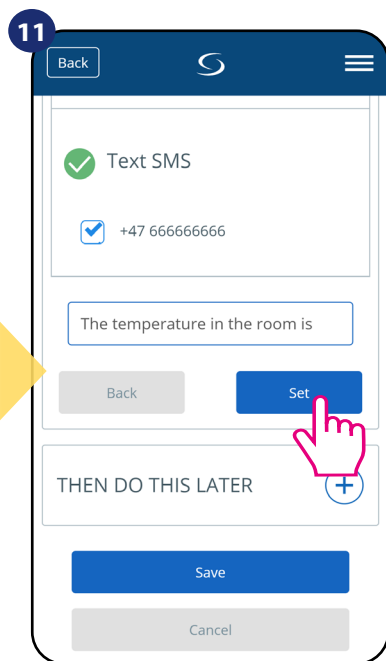 11
Back
Text SMS
+47 666666666
The temperature in the room is
Back Set
THEN DO THIS LATER
Save
Cancel